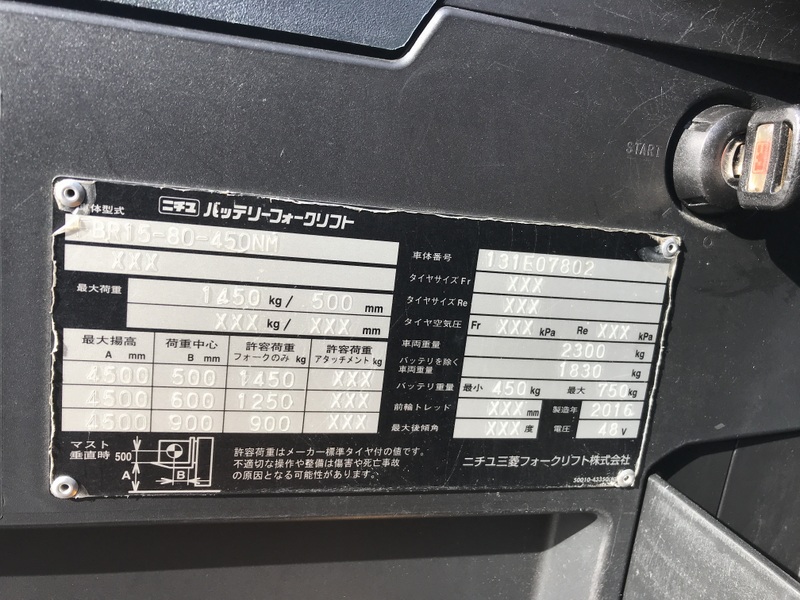 START
ニチユ バッテリーフォークリフト
車体型式
BR15-80-450NM
XXX
最大荷重 1450 kg / 500 mm
XXX kg / XXX mm
最大揚高 A mm 荷重中心 B mm 許容荷重 フォークのみ kg 許容荷重 アタッチメント kg
4500 500 1450 XXX
4500 600 1250 XXX
4500 900 900 XXX
マスト垂直時 500 A B
許容荷重はメーカー標準タイヤ付の値です。
不適切な操作や整備は傷害や死亡事故
の原因となる可能性があります。
車体番号 131E07802
タイヤサイズ Fr XXX
タイヤサイズ Re XXX
タイヤ空気圧 Fr XXX kPa Re XXX kPa
車両重量 2300 kg
バッテリを除く車両重量 1830 kg
バッテリ重量 最小 450 kg 最大 750 kg
前輪トレッド XXX mm 製造年 2016
最大後傾角 XXX 度 電圧 48 V
ニチユ三菱フォークリフト株式会社